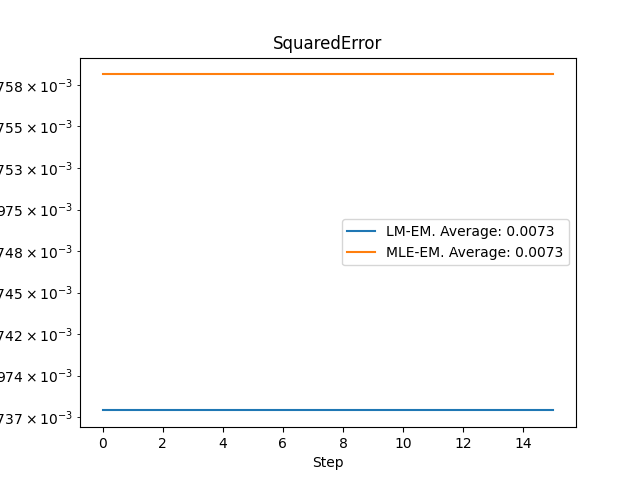 SquaredError
758 × 10⁻³
755 × 10⁻³
753 × 10⁻³
975 × 10⁻³
748 × 10⁻³
745 × 10⁻³
742 × 10⁻³
974 × 10⁻³
737 × 10⁻³
LM-EM. Average: 0.0073
MLE-EM. Average: 0.0073
0 2 4 6 8 10 12 14
Step